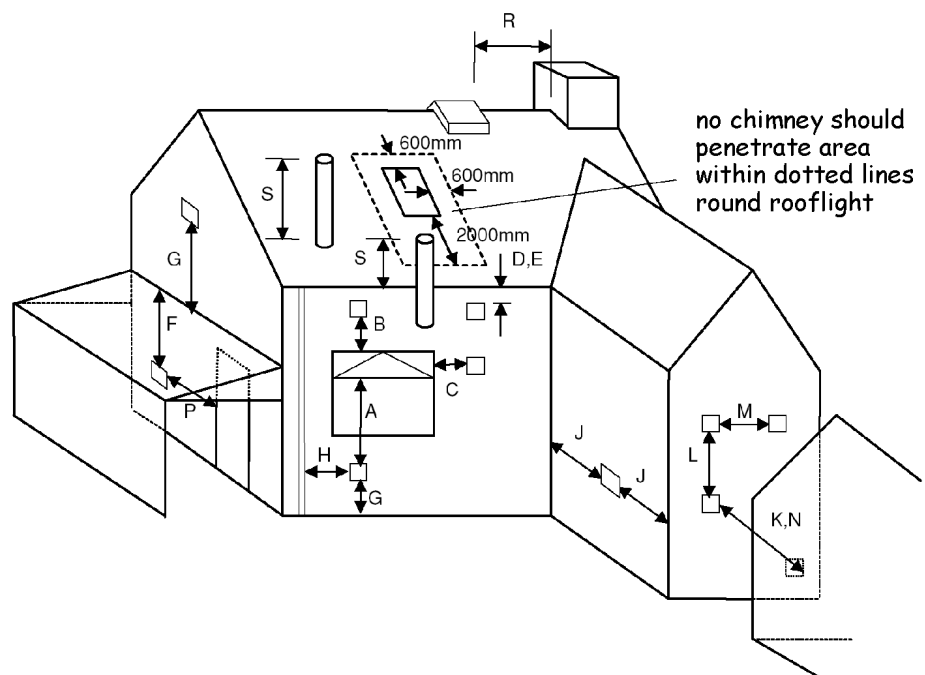 R
no chimney should
penetrate area
within dotted lines
round rooflight
600mm
600mm
S
2000mm
G
S
D,E
F
B
C
A
P
H
G
J
J
M
L
K,N